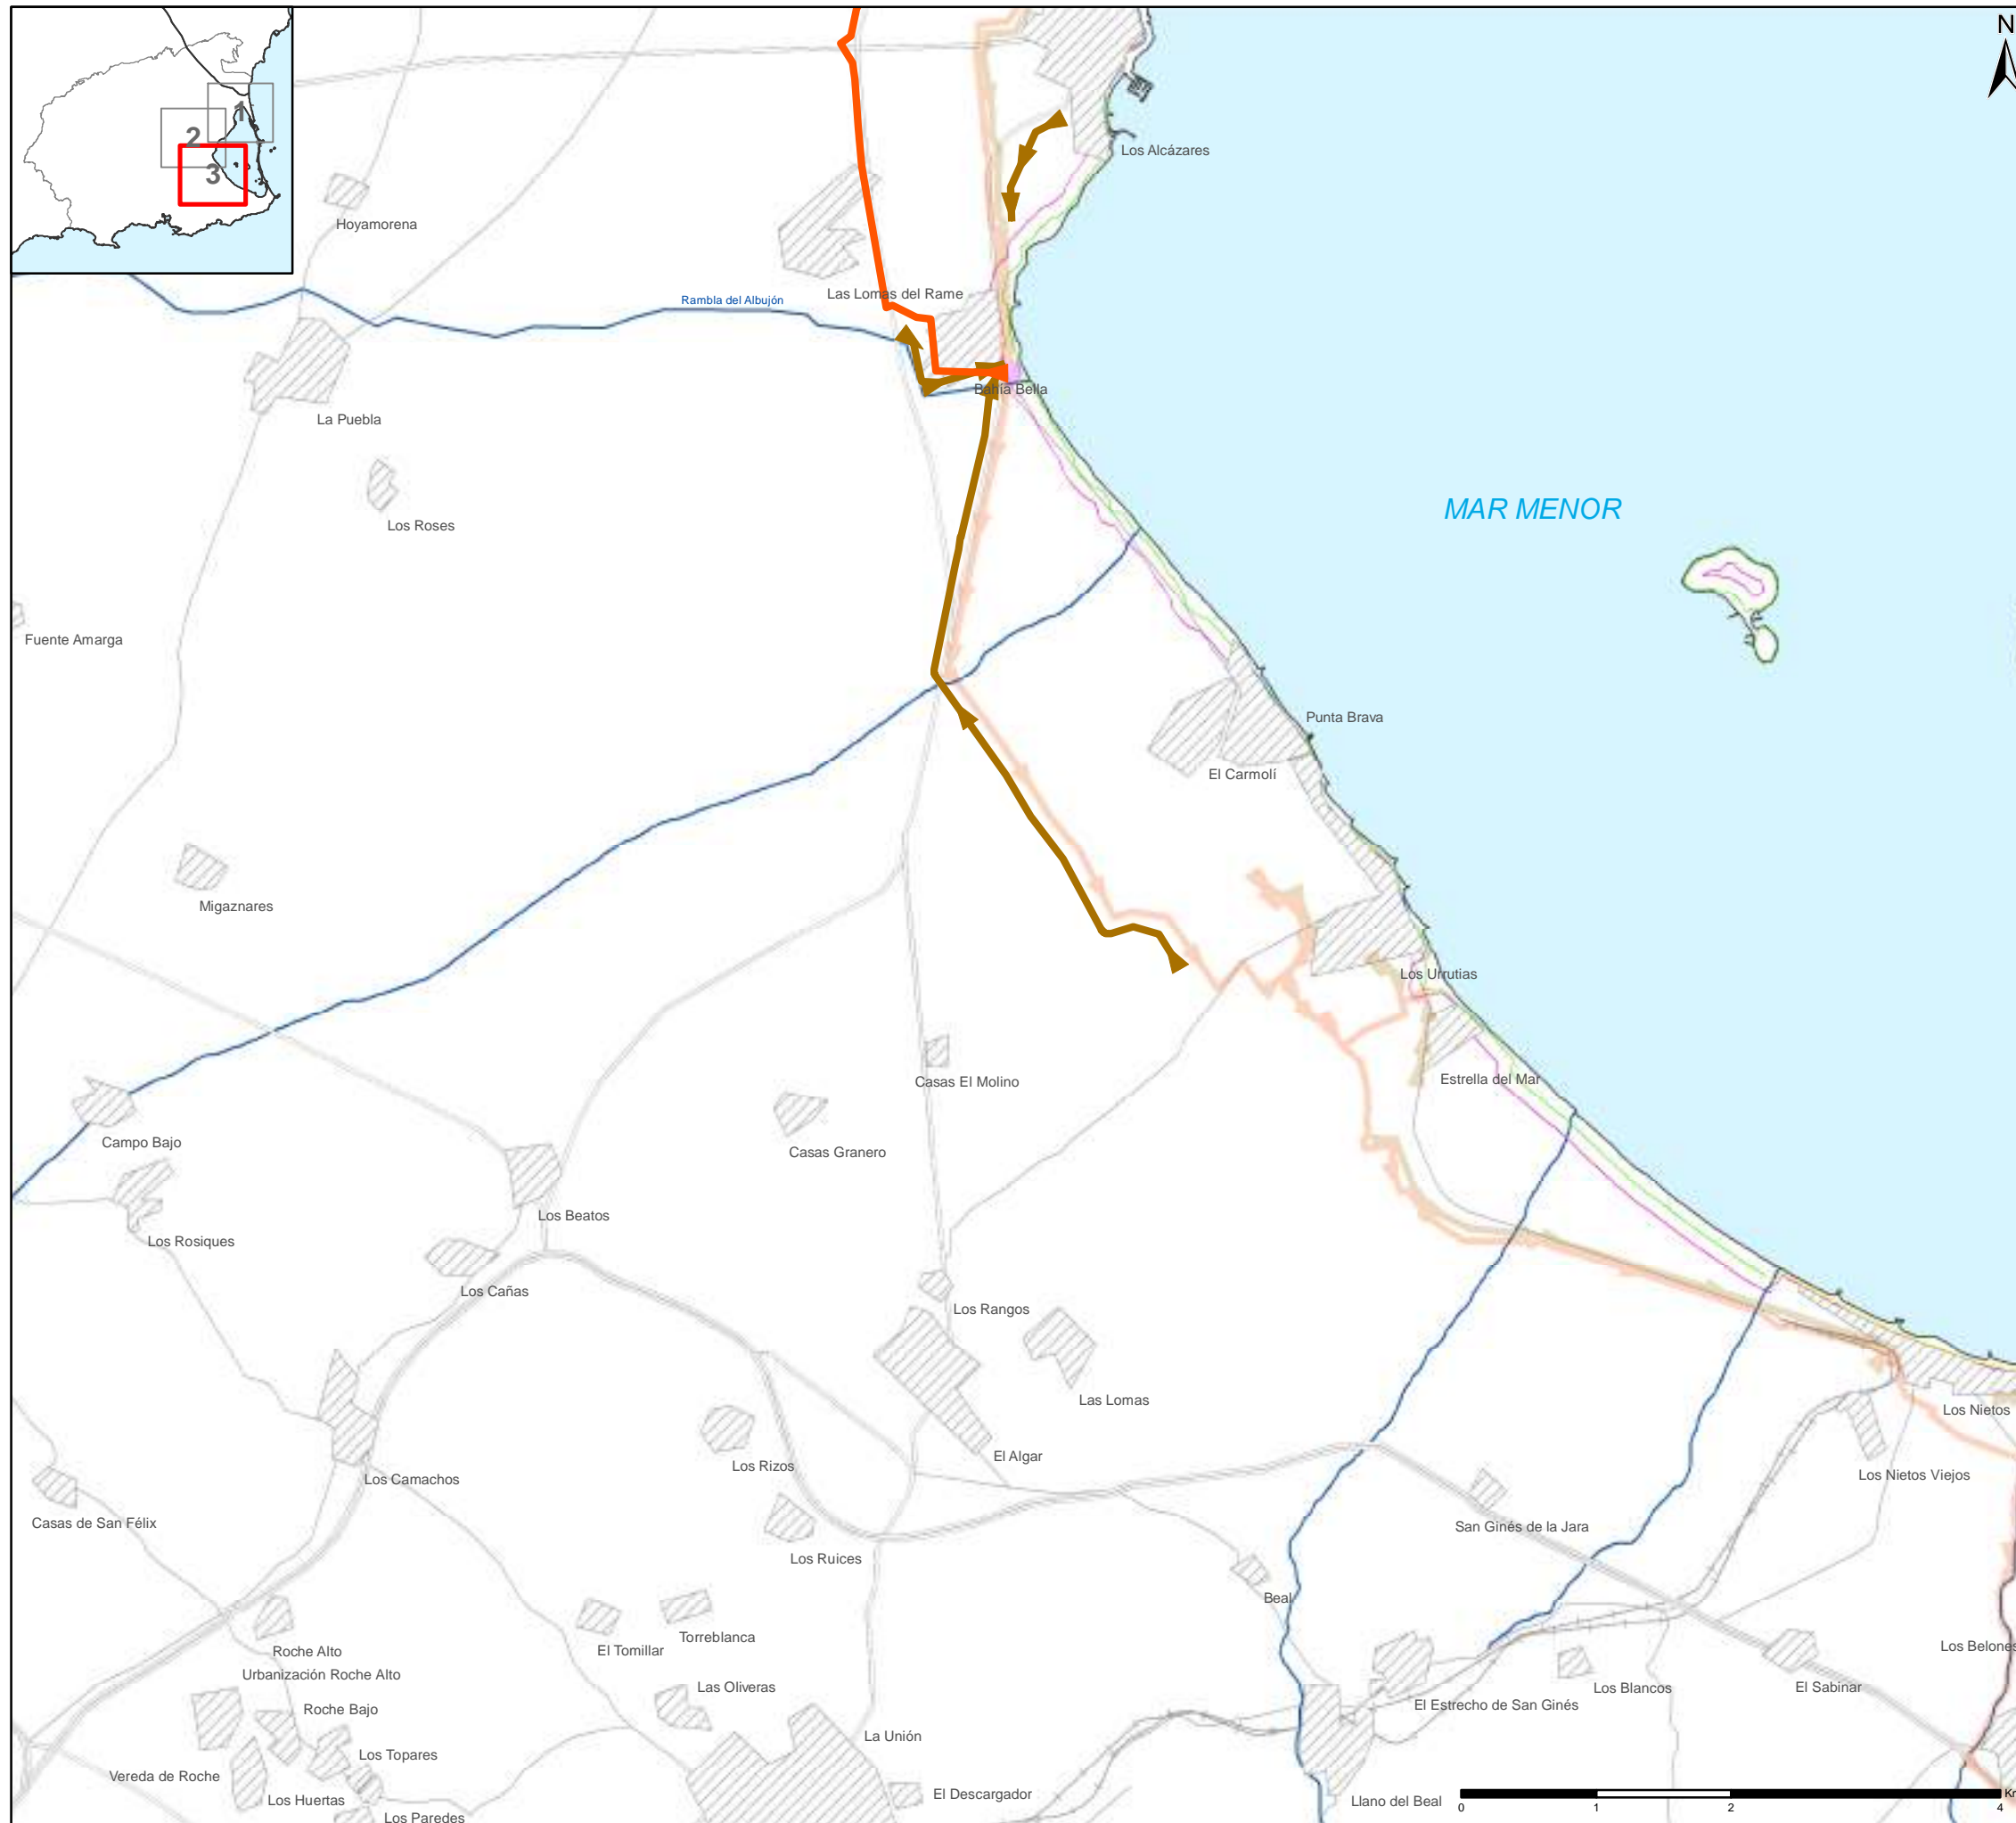 N
1
2
3
Los Alcázares
Hoyamorena
Las Lomas del Rame
Rambla del Albujón
Bahía Bella
La Puebla
MAR MENOR
Los Roses
Fuente Amarga
Punta Brava
El Carmolí
Migaznares
Los Urrutias
Casas El Molino
Estrella del Mar
Campo Bajo
Casas Granero
Los Beatos
Los Rosiques
Los Cañas
Los Rangos
Las Lomas
Los Nietos
El Algar
Los Rizos
Los Camachos
Los Nietos Viejos
Casas de San Félix
San Ginés de la Jara
Los Ruices
Beal
Torreblanca
Roche Alto
El Tomillar
Los Belones
Urbanización Roche Alto
Las Oliveras
Los Blancos
El Sabinar
El Estrecho de San Ginés
Roche Bajo
La Unión
Los Topares
Vereda de Roche
El Descargador
Los Huertas
Llano del Beal
Los Paredes
0
1
2
4